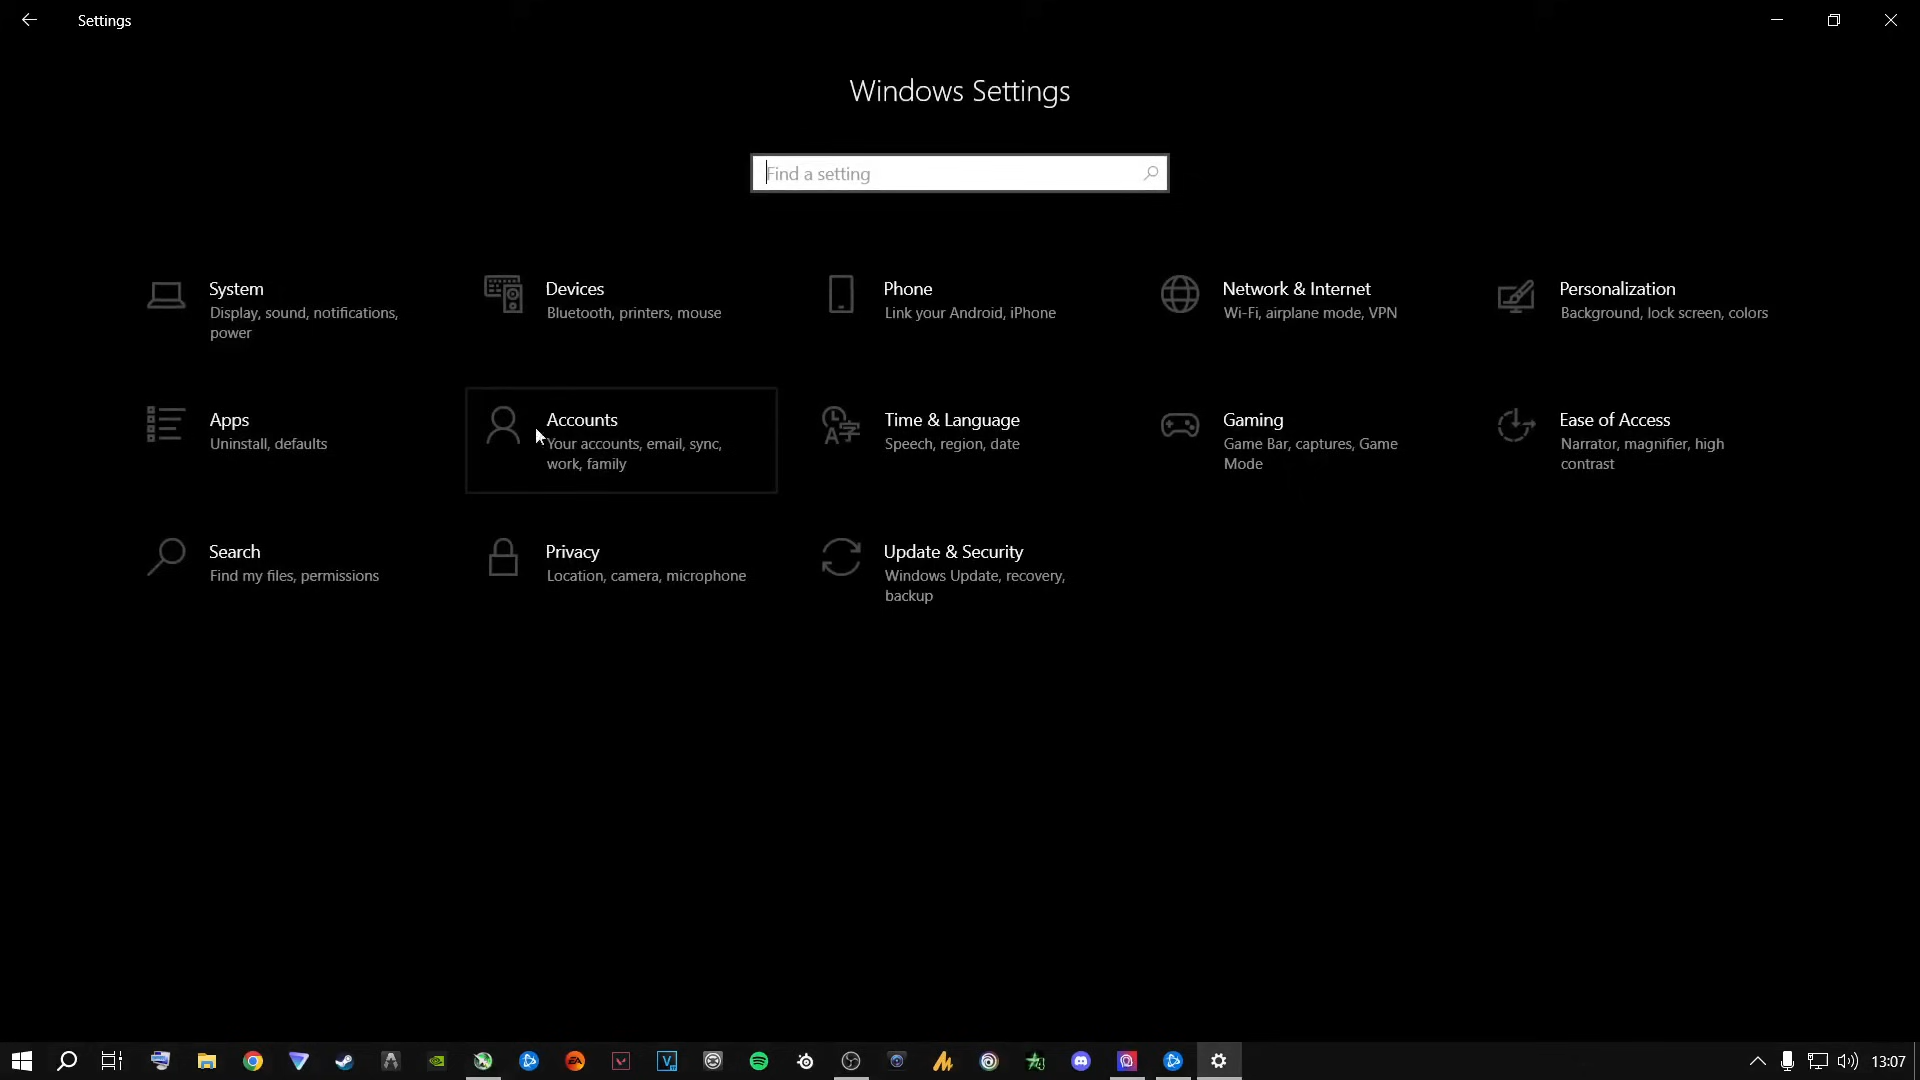 Settings
Windows Settings
Find a setting
System
Display, sound, notifications,
power
Devices
Bluetooth, printers, mouse
Phone
Link your Android, iPhone
Network & Internet
Wi-Fi, airplane mode, VPN
Personalization
Background, lock screen, colors
Apps
Uninstall, defaults
Accounts
Your accounts, email, sync,
work, family
Time & Language
Speech, region, date
Gaming
Game Bar, captures, Game
Mode
Ease of Access
Narrator, magnifier, high
contrast
Search
Find my files, permissions
Privacy
Location, camera, microphone
Update & Security
Windows Update, recovery,
backup
13:07